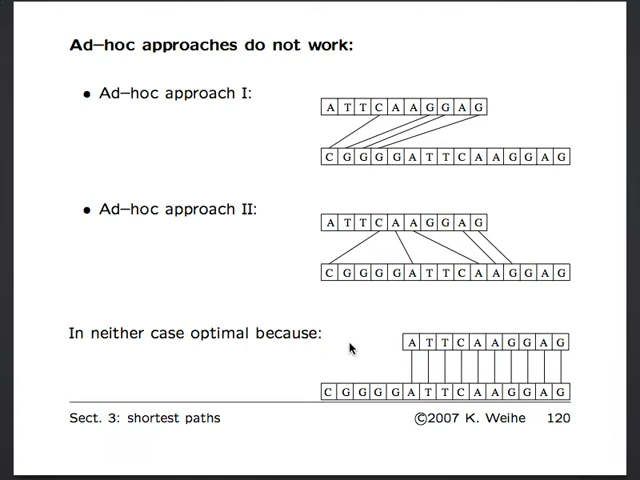 Ad-hoc approaches do not work:
• Ad-hoc approach I:
A T T C A A G G A G
C G G G G A T T C A A G G A G
• Ad-hoc approach II:
A T T C A A G G A G
C G G G G A T T C A A G G A G
In neither case optimal because:
A T T C A A G G A G
C G G G G A T T C A A G G A G
Sect. 3: shortest paths ©2007 K. Weihe 120